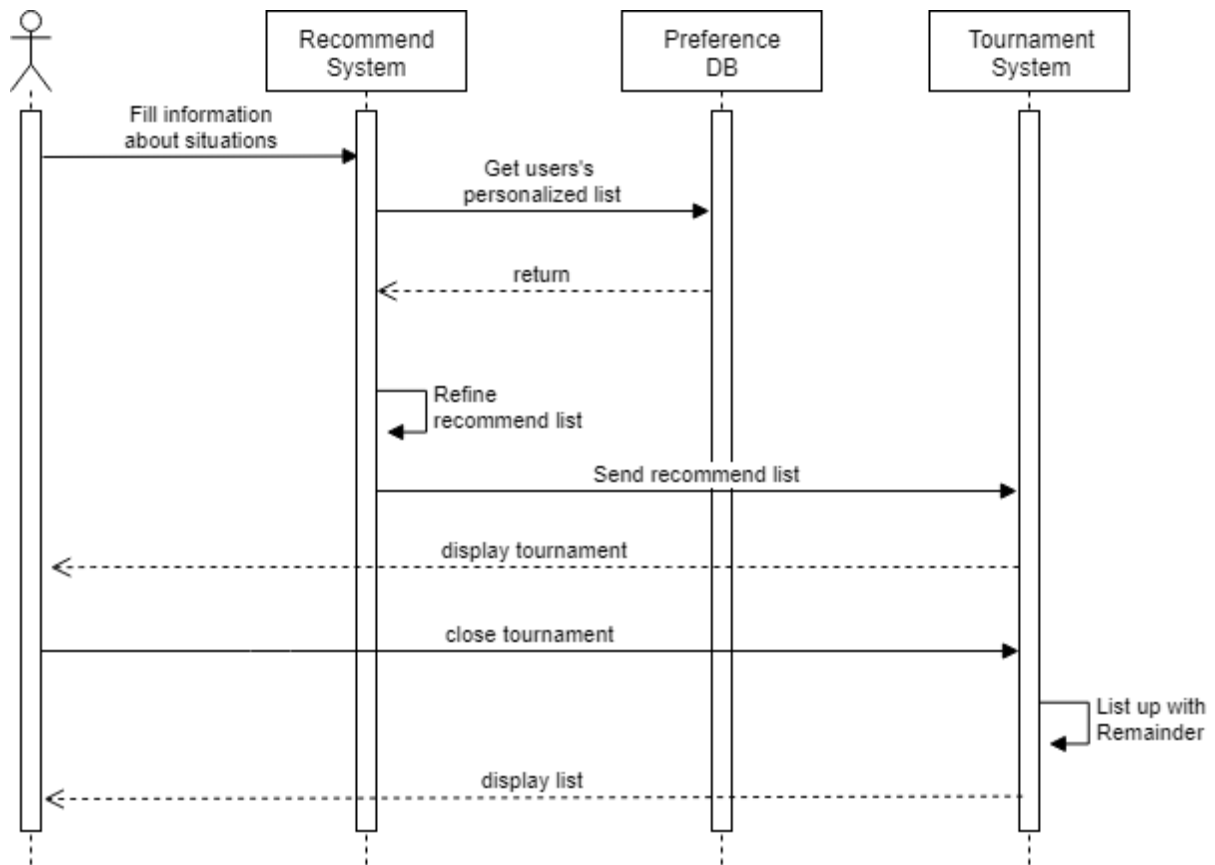 Recommend
System
Preference
DB
Tournament
System
Fill information
about situations
Get users's
personalized list
return
Refine
recommend list
Send recommend list
display tournament
close tournament
List up with
Remainder
display list